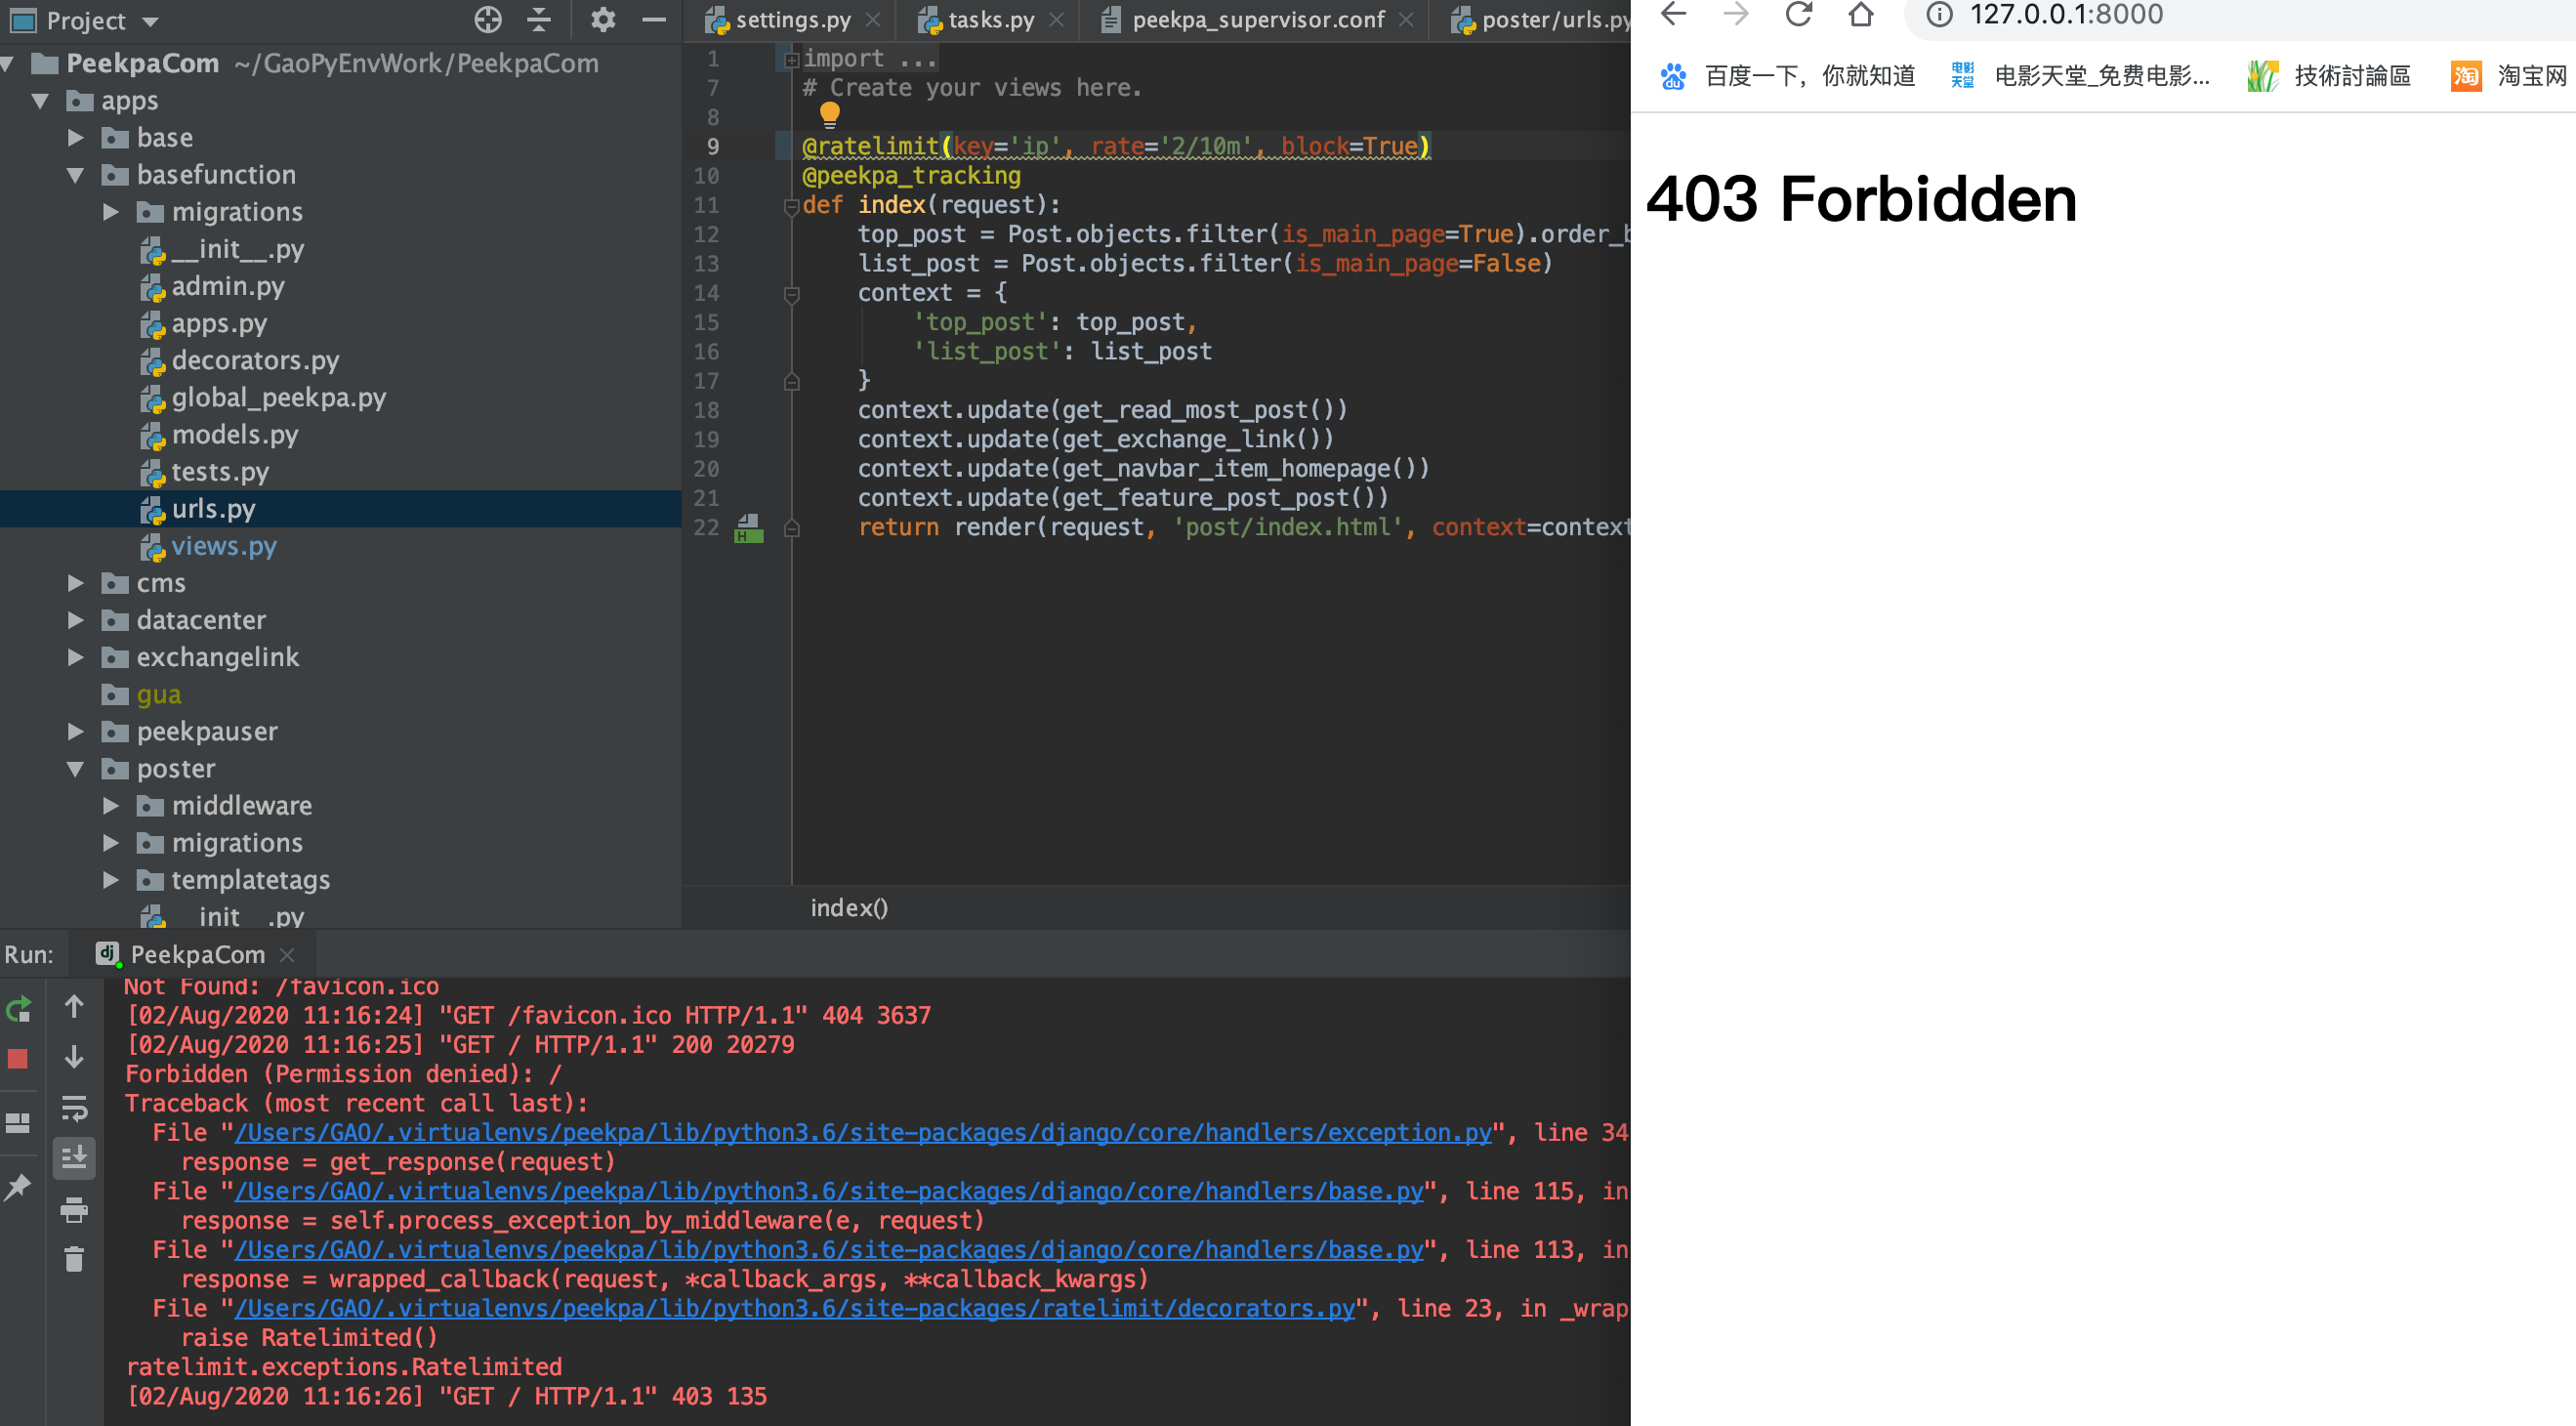 Project
PeekpaCom ~/GaoPyEnvWork/PeekpaCom
apps
base
basefunction
migrations
__init__.py
admin.py
apps.py
decorators.py
global_peekpa.py
models.py
tests.py
urls.py
views.py
cms
datacenter
exchangelink
gua
peekpauser
poster
middleware
migrations
templatetags
__init__.py
settings.py
tasks.py
peekpa_supervisor.conf
poster/urls.py
1 import ...
7 # Create your views here.
8
9 @ratelimit(key='ip', rate='2/10m', block=True)
10 @peekpa_tracking
11 def index(request):
12 top_post = Post.objects.filter(is_main_page=True).order_b
13 list_post = Post.objects.filter(is_main_page=False)
14 context = {
15 'top_post': top_post,
16 'list_post': list_post
17 }
18 context.update(get_read_most_post())
19 context.update(get_exchange_link())
20 context.update(get_navbar_item_homepage())
21 context.update(get_feature_post_post())
22 return render(request, 'post/index.html', context=context
index()
127.0.0.1:8000
du 百度一下，你就知道
电影天堂 电影天堂_免费电影...
技術討論區
淘 淘宝网
403 Forbidden
Run: dj PeekpaCom
Not Found: /favicon.ico
[02/Aug/2020 11:16:24] "GET /favicon.ico HTTP/1.1" 404 3637
[02/Aug/2020 11:16:25] "GET / HTTP/1.1" 200 20279
Forbidden (Permission denied): /
Traceback (most recent call last):
File "/Users/GAO/.virtualenvs/peekpa/lib/python3.6/site-packages/django/core/handlers/exception.py", line 34
response = get_response(request)
File "/Users/GAO/.virtualenvs/peekpa/lib/python3.6/site-packages/django/core/handlers/base.py", line 115, in
response = self.process_exception_by_middleware(e, request)
File "/Users/GAO/.virtualenvs/peekpa/lib/python3.6/site-packages/django/core/handlers/base.py", line 113, in
response = wrapped_callback(request, *callback_args, **callback_kwargs)
File "/Users/GAO/.virtualenvs/peekpa/lib/python3.6/site-packages/ratelimit/decorators.py", line 23, in _wrap
raise Ratelimited()
ratelimit.exceptions.Ratelimited
[02/Aug/2020 11:16:26] "GET / HTTP/1.1" 403 135